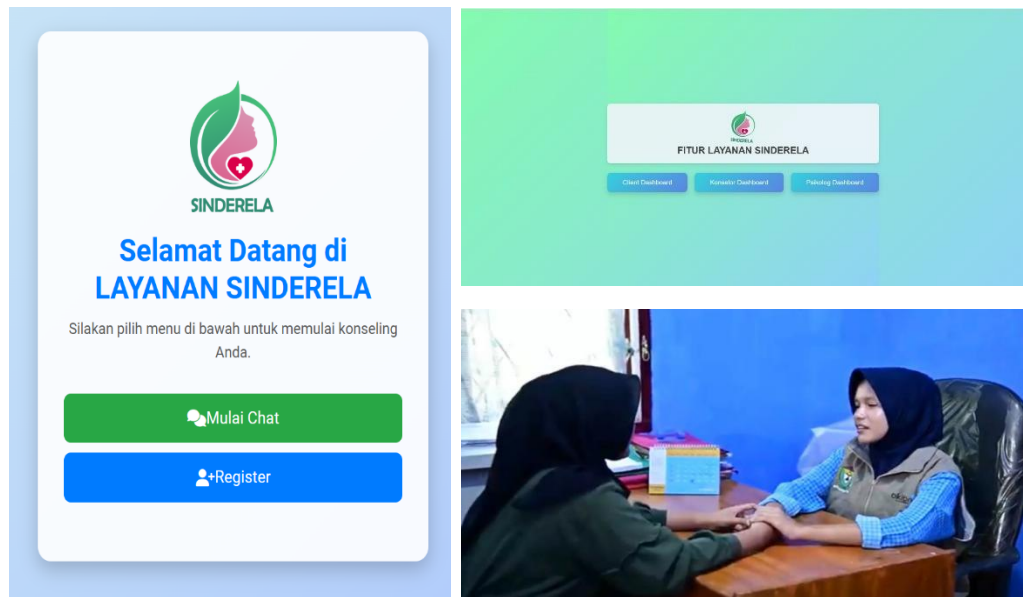 SINDERELA
Selamat Datang di
LAYANAN SINDERELA
Silakan pilih menu di bawah untuk memulai konseling
Anda.
Mulai Chat
Register
SINDERELA
FITUR LAYANAN SINDERELA
Client Dashboard
Konselor Dashboard
Psikolog Dashboard